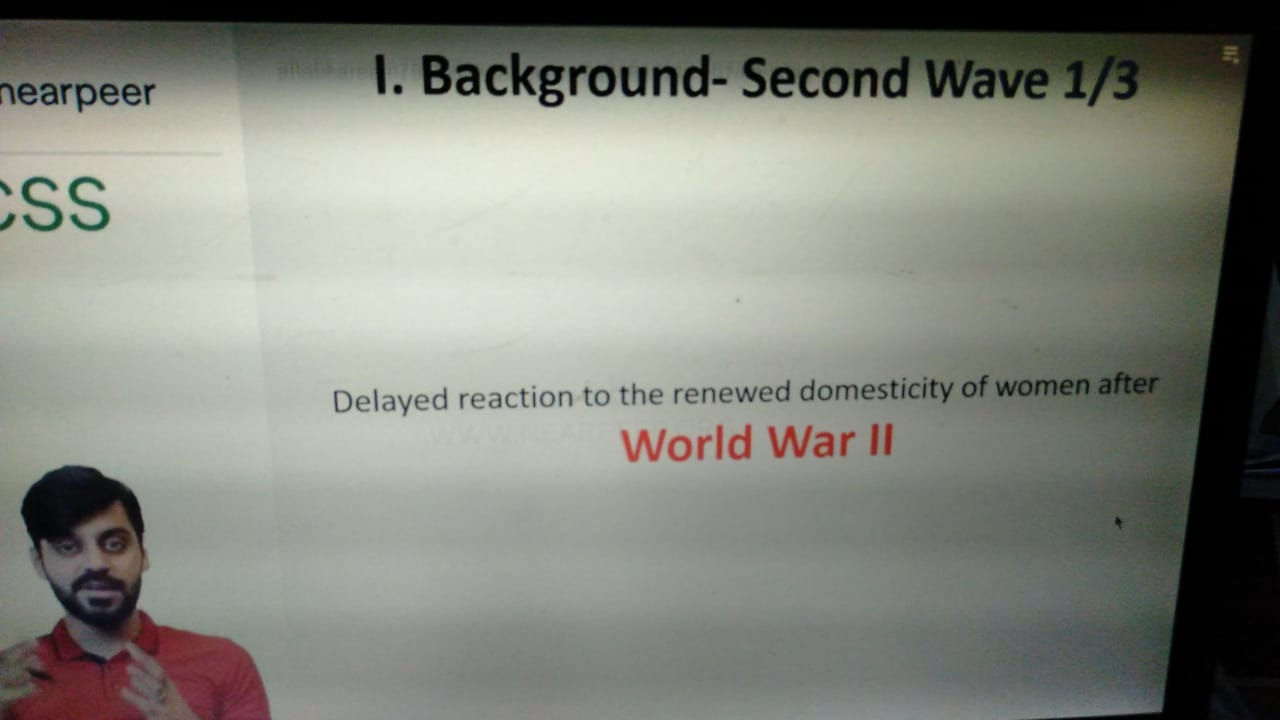 nearpeer
CSS
I. Background- Second Wave 1/3
Delayed reaction to the renewed domesticity of women after
World War II